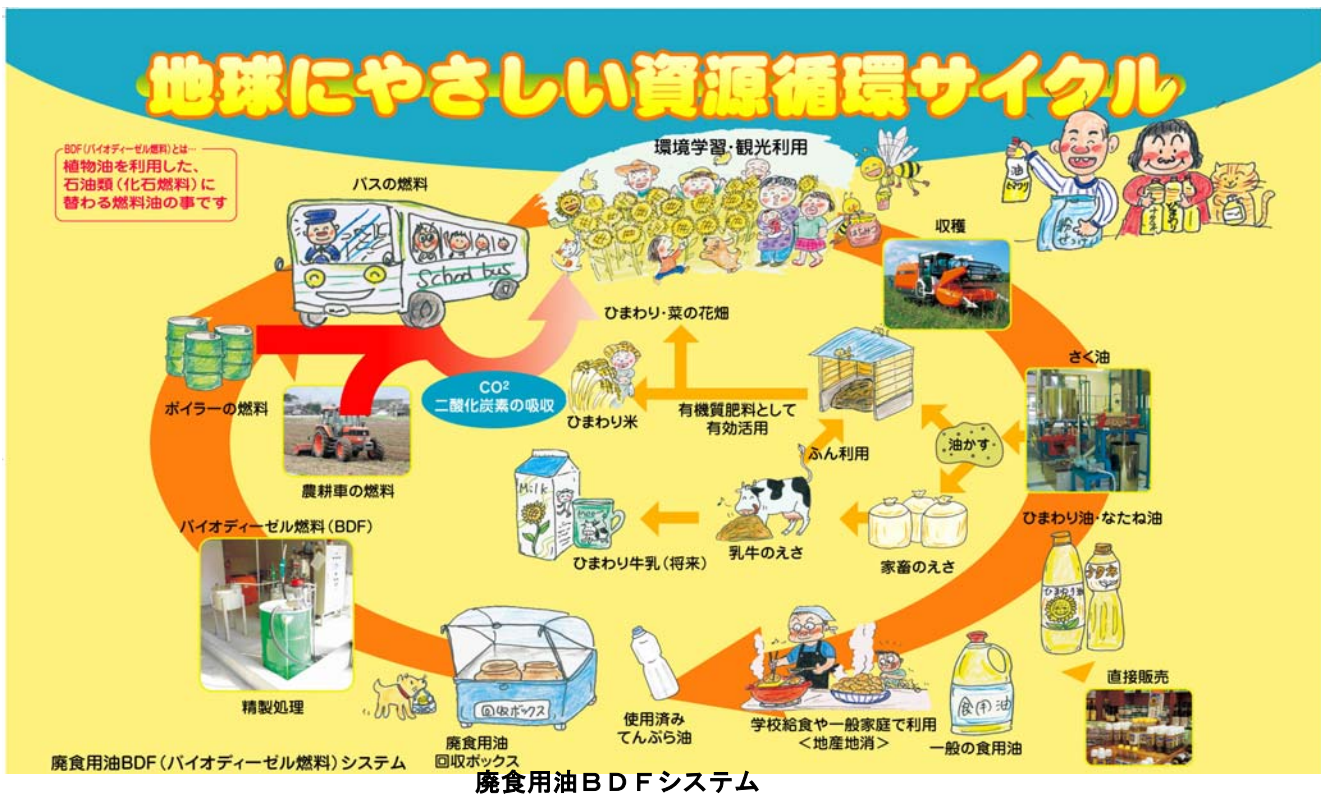 地球にやさしい資源循環サイクル
BDF(バイオディーゼル燃料)とは…
植物油を利用した、
石油類(化石燃料)に
替わる燃料油の事です
環境学習・観光利用
バスの燃料
School bus
油
はちみつ
収穫
ひまわり・菜の花畑
さく油
CO²
二酸化炭素の吸収
ボイラーの燃料
ひまわり米
有機質肥料として
有効活用
油かす
ふん利用
農耕車の燃料
Milk
ひまわり油・なたね油
バイオディーゼル燃料(BDF)
ひまわり牛乳(将来)
乳牛のえさ
家畜のえさ
ナタネ
ひまわり油
直接販売
精製処理
回収ボックス
使用済み
てんぷら油
学校給食や一般家庭で利用
<地産地消>
食用油
一般の食用油
廃食用油
回収ボックス
廃食用油BDF(バイオディーゼル燃料)システム
廃食用油BDFシステム